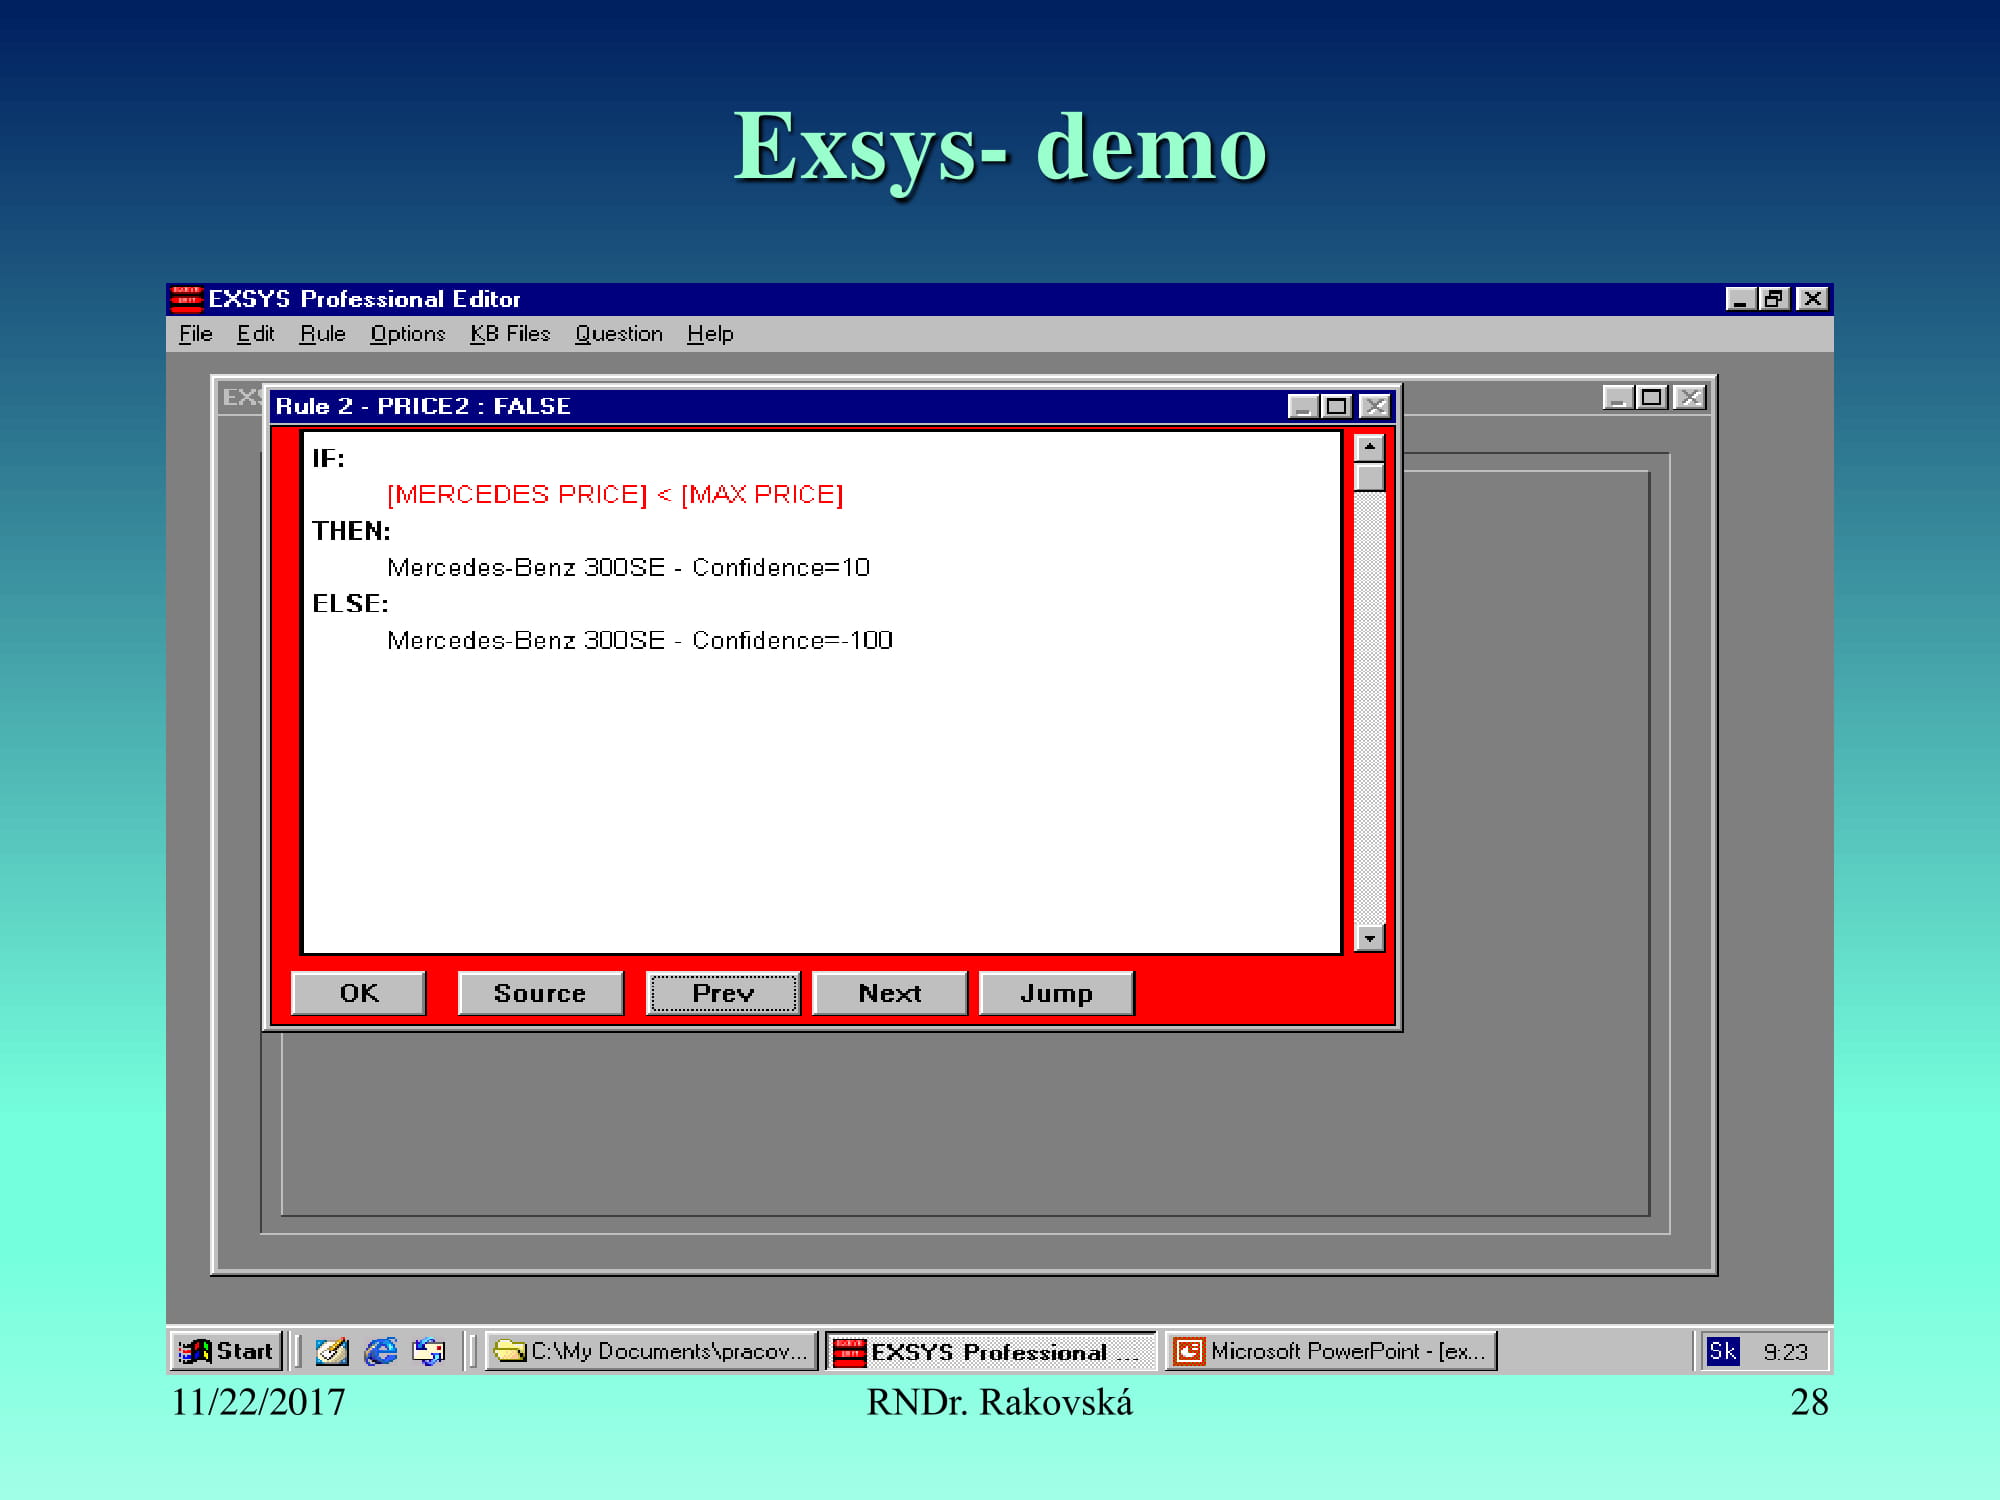 Exsys- demo
EXSYS Professional Editor
File Edit Rule Options KB Files Question Help
Rule 2 - PRICE2 : FALSE
IF:
[MERCEDES PRICE] < [MAX PRICE]
THEN:
Mercedes-Benz 300SE - Confidence=10
ELSE:
Mercedes-Benz 300SE - Confidence=-100
OK Source Prev Next Jump
Start C:\My Documents\pracov... EXSYS Professional ... Microsoft PowerPoint - [ex... Sk 9:23
11/22/2017 RNDr. Rakovská 28